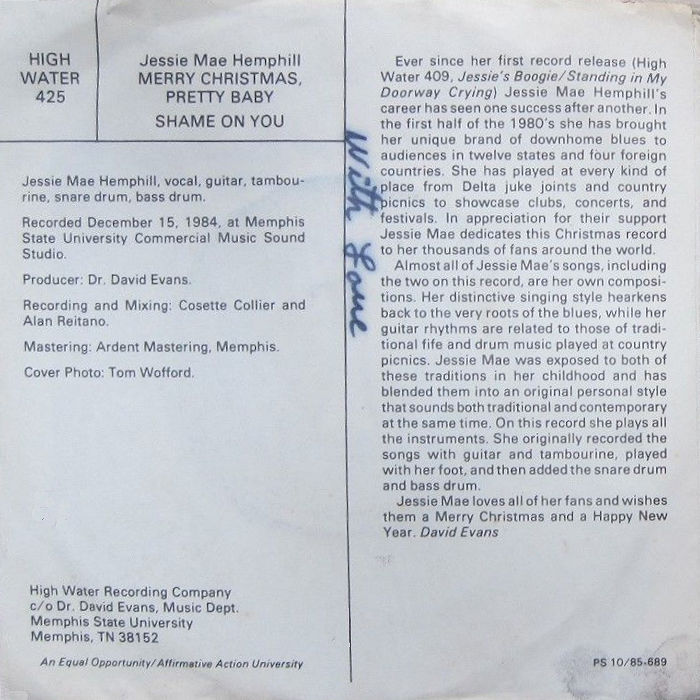 HIGH
WATER
425
Jessie Mae Hemphill
MERRY CHRISTMAS,
PRETTY BABY
SHAME ON YOU
Jessie Mae Hemphill, vocal, guitar, tambou-
rine, snare drum, bass drum.
Recorded December 15, 1984, at Memphis
State University Commercial Music Sound
Studio.
Producer: Dr. David Evans.
Recording and Mixing: Cosette Collier and
Alan Reitano.
Mastering: Ardent Mastering, Memphis.
Cover Photo: Tom Wofford.
High Water Recording Company
c/o Dr. David Evans, Music Dept.
Memphis State University
Memphis, TN 38152
An Equal Opportunity/Affirmative Action University
With Love
Ever since her first record release (High
Water 409, Jessie's Boogie/Standing in My
Doorway Crying) Jessie Mae Hemphill's
career has seen one success after another. In
the first half of the 1980's she has brought
her unique brand of downhome blues to
audiences in twelve states and four foreign
countries. She has played at every kind of
place from Delta juke joints and country
picnics to showcase clubs, concerts, and
festivals. In appreciation for their support
Jessie Mae dedicates this Christmas record
to her thousands of fans around the world.
Almost all of Jessie Mae's songs, including
the two on this record, are her own composi-
tions. Her distinctive singing style hearkens
back to the very roots of the blues, while her
guitar rhythms are related to those of tradi-
tional fife and drum music played at country
picnics. Jessie Mae was exposed to both of
these traditions in her childhood and has
blended them into an original personal style
that sounds both traditional and contemporary
at the same time. On this record she plays all
the instruments. She originally recorded the
songs with guitar and tambourine, played
with her foot, and then added the snare drum
and bass drum.
Jessie Mae loves all of her fans and wishes
them a Merry Christmas and a Happy New
Year. David Evans
PS 10/85-689